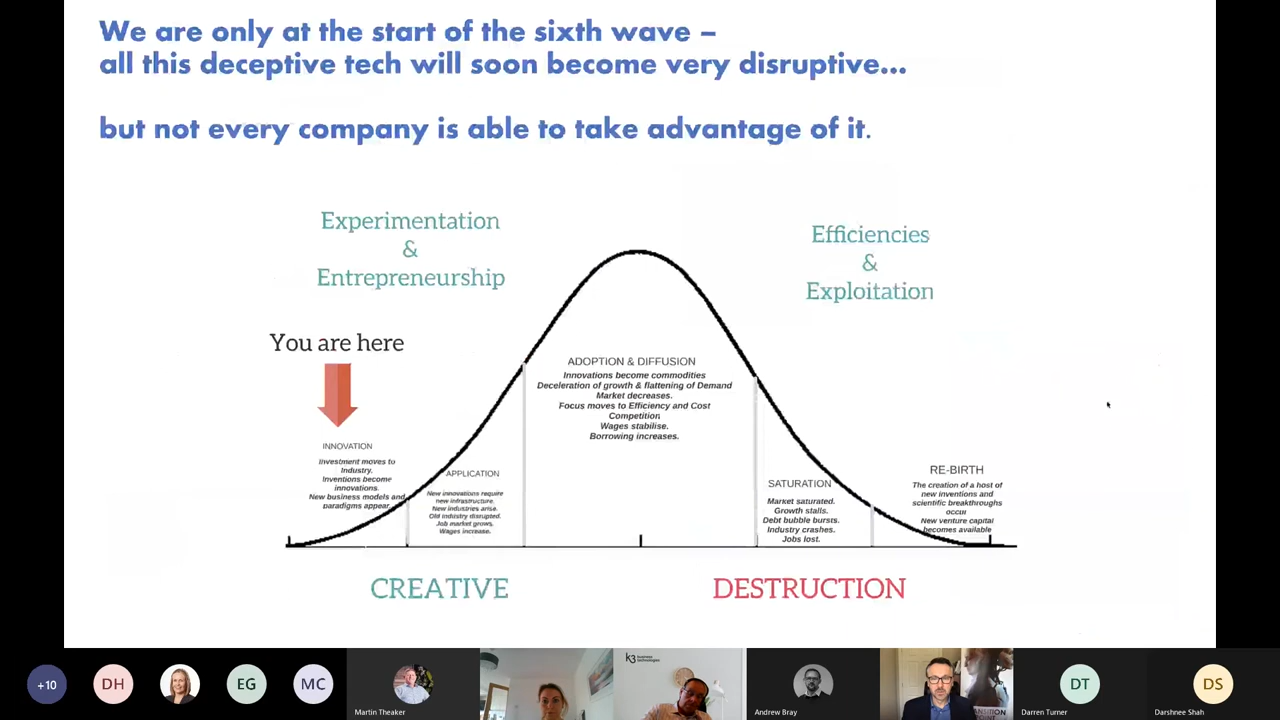 We are only at the start of the sixth wave –
all this deceptive tech will soon become very disruptive...
but not every company is able to take advantage of it.
Experimentation
&
Entrepreneurship
Efficiencies
&
Exploitation
You are here
ADOPTION & DIFFUSION
Innovations become commodities
Deceleration of growth & flattening of Demand
Market decreases.
Focus moves to Efficiency and Cost
Competition
Wages stabilise.
Borrowing increases.
INNOVATION
Investment moves to
Industry.
Inventions become
innovations.
New business models and
paradigms appear.
APPLICATION
New innovations require
new infrastructure.
New industries arise.
Old industry disrupted.
Job market grows.
Wages increase.
SATURATION
Market saturated.
Growth stalls.
Debt bubble bursts.
Industry crashes.
Jobs lost.
RE-BIRTH
The creation of a host of
new inventions and
scientific breakthroughs
occur
New venture capital
becomes available
CREATIVE
DESTRUCTION
+10
DH
EG
MC
Martin Theaker
k3 business technologies
Andrew Bray
DT
Darren Turner
DS
Darshnee Shah